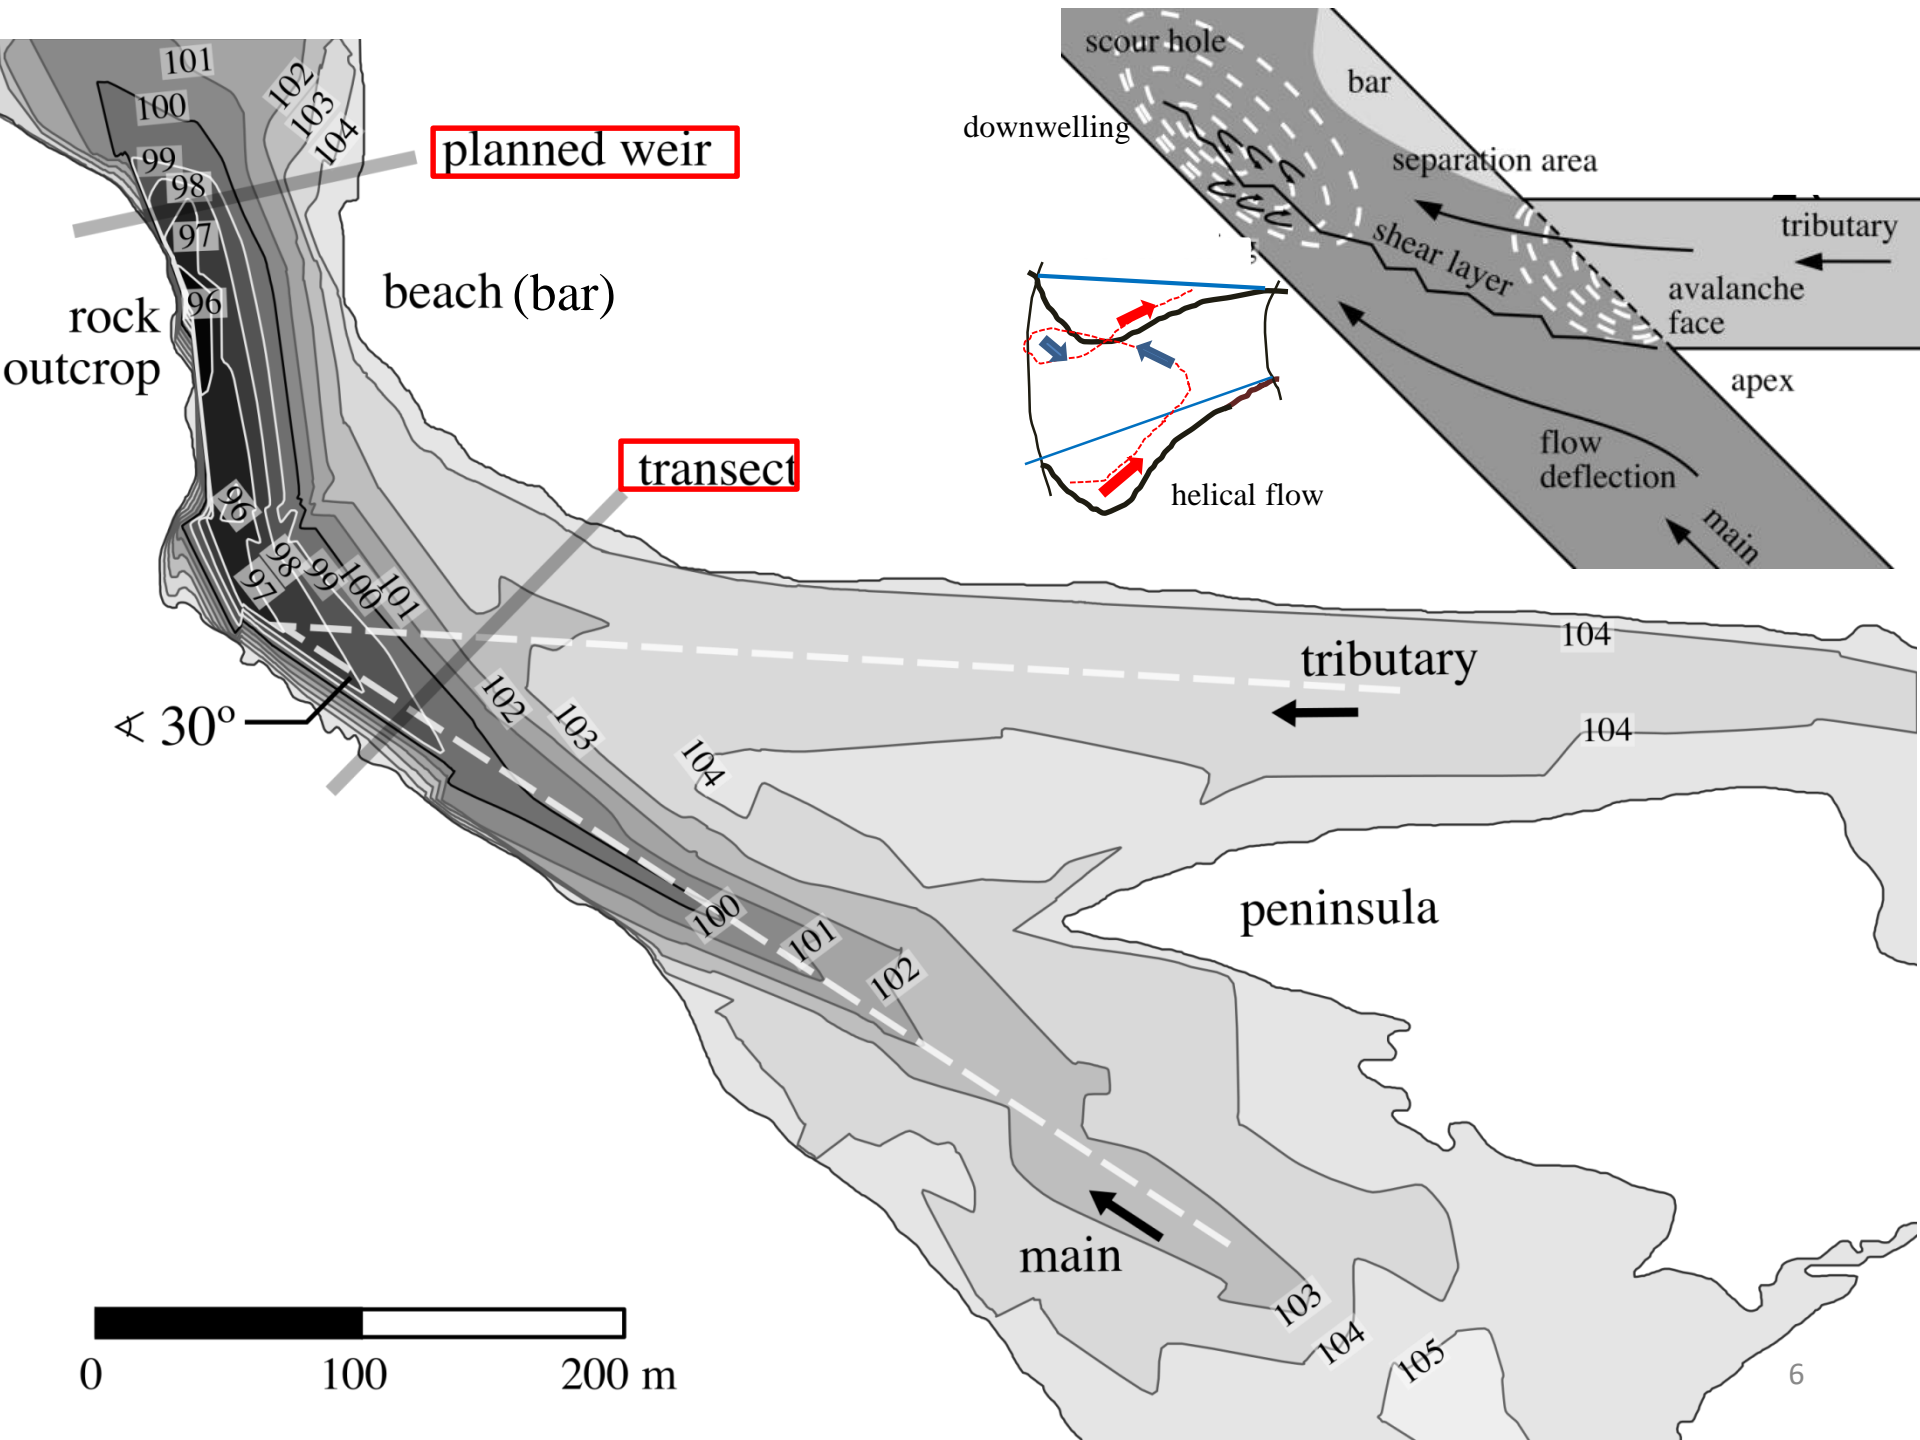 101
100
99
98
97
96
102
103
104
planned weir
beach (bar)
rock
outcrop
transect
96
97
98
99
100
101
102
103
104
∢ 30º
tributary
104
104
peninsula
100
101
102
main
103
104
105
0 100 200 m
scour hole
bar
downwelling
separation area
tributary
shear layer
avalanche
face
apex
flow
deflection
main
helical flow
6